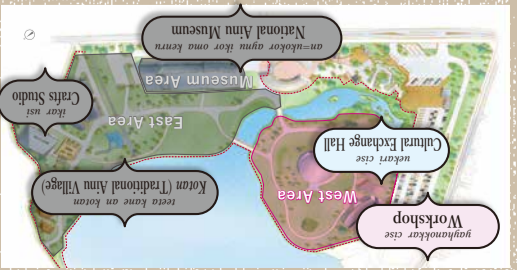 yayhanokkar cise
Workshop
teeta kane an kotan
Kotan (Traditional Ainu Village)
West Area
uekari cise
Cultural Exchange
Hall
East Area
ikar usi
Crafts Studio
Museum Area
an=ukokor aynu ikor oma kenru
National Ainu Museum